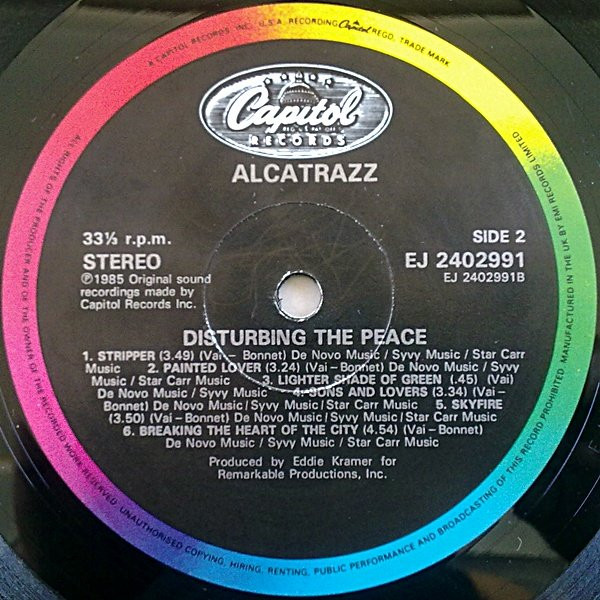 A CAPITOL RECORDS INC. U.S.A. RECORDING Capitol REGD. TRADE MARK
Capitol
RECORDS
ALCATRAZZ
33⅓ r.p.m.
SIDE 2
STEREO
EJ 2402991
℗1985 Original sound
EJ 2402991B
recordings made by
Capitol Records Inc.
DISTURBING THE PEACE
1. STRIPPER (3.49) (Vai – Bonnet) De Novo Music / Syvy Music / Star Carr
Music 2. PAINTED LOVER (3.24) (Vai – Bonnet) De Novo Music / Syvy
Music / Star Carr Music 3. LIGHTER SHADE OF GREEN (.45) (Vai)
De Novo Music / Syvy Music 4. SONS AND LOVERS (3.34) (Vai –
Bonnet) De Novo Music / Syvy Music / Star Carr Music 5. SKYFIRE
(3.50) (Vai – Bonnet) De Novo Music / Syvy Music / Star Carr Music
6. BREAKING THE HEART OF THE CITY (4.54) (Vai – Bonnet)
De Novo Music / Syvy Music / Star Carr Music
Produced by Eddie Kramer for
Remarkable Productions, Inc.
MANUFACTURED IN THE UK BY EMI RECORDS LIMITED
ALL RIGHTS OF THE PRODUCER AND OF THE OWNER OF THE RECORDED WORK RESERVED UNAUTHORISED COPYING, HIRING, RENTING, PUBLIC PERFORMANCE AND BROADCASTING OF THIS RECORD PROHIBITED